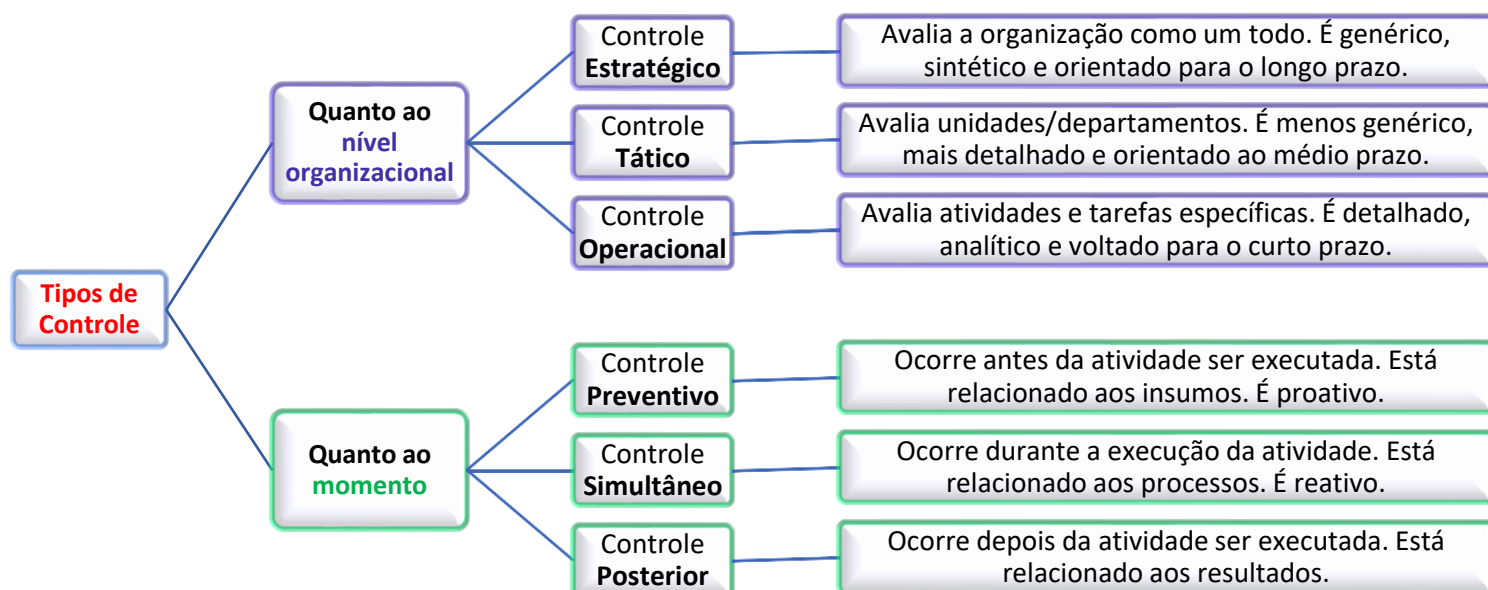 Tipos de
Controle
Quanto ao
nível
organizacional
Controle
Estratégico
Avalia a organização como um todo. É genérico,
sintético e orientado para o longo prazo.
Controle
Tático
Avalia unidades/departamentos. É menos genérico,
mais detalhado e orientado ao médio prazo.
Controle
Operacional
Avalia atividades e tarefas específicas. É detalhado,
analítico e voltado para o curto prazo.
Quanto ao
momento
Controle
Preventivo
Ocorre antes da atividade ser executada. Está
relacionado aos insumos. É proativo.
Controle
Simultâneo
Ocorre durante a execução da atividade. Está
relacionado aos processos. É reativo.
Controle
Posterior
Ocorre depois da atividade ser executada. Está
relacionado aos resultados.